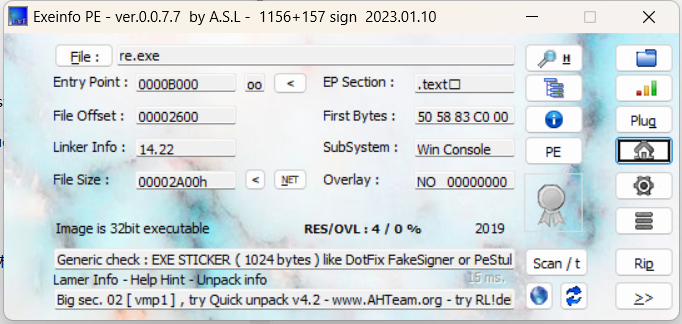 Exeinfo PE - ver.0.0.7.7 by A.S.L - 1156+157 sign 2023.01.10
File : re.exe H
Entry Point : 0000B000 oo < EP Section : .text□
File Offset : 00002600 First Bytes : 50 58 83 C0 00 Plug
Linker Info : 14.22 SubSystem : Win Console PE
File Size : 00002A00h < NET Overlay : NO 00000000
Image is 32bit executable RES/OVL : 4 / 0 % 2019
Generic check : EXE STICKER ( 1024 bytes ) like DotFix FakeSigner or PeStul Scan / t Rip
Lamer Info - Help Hint - Unpack info 15 ms.
Big sec. 02 [ vmp1 ] , try Quick unpack v4.2 - www.AHTeam.org - try RL!de >>